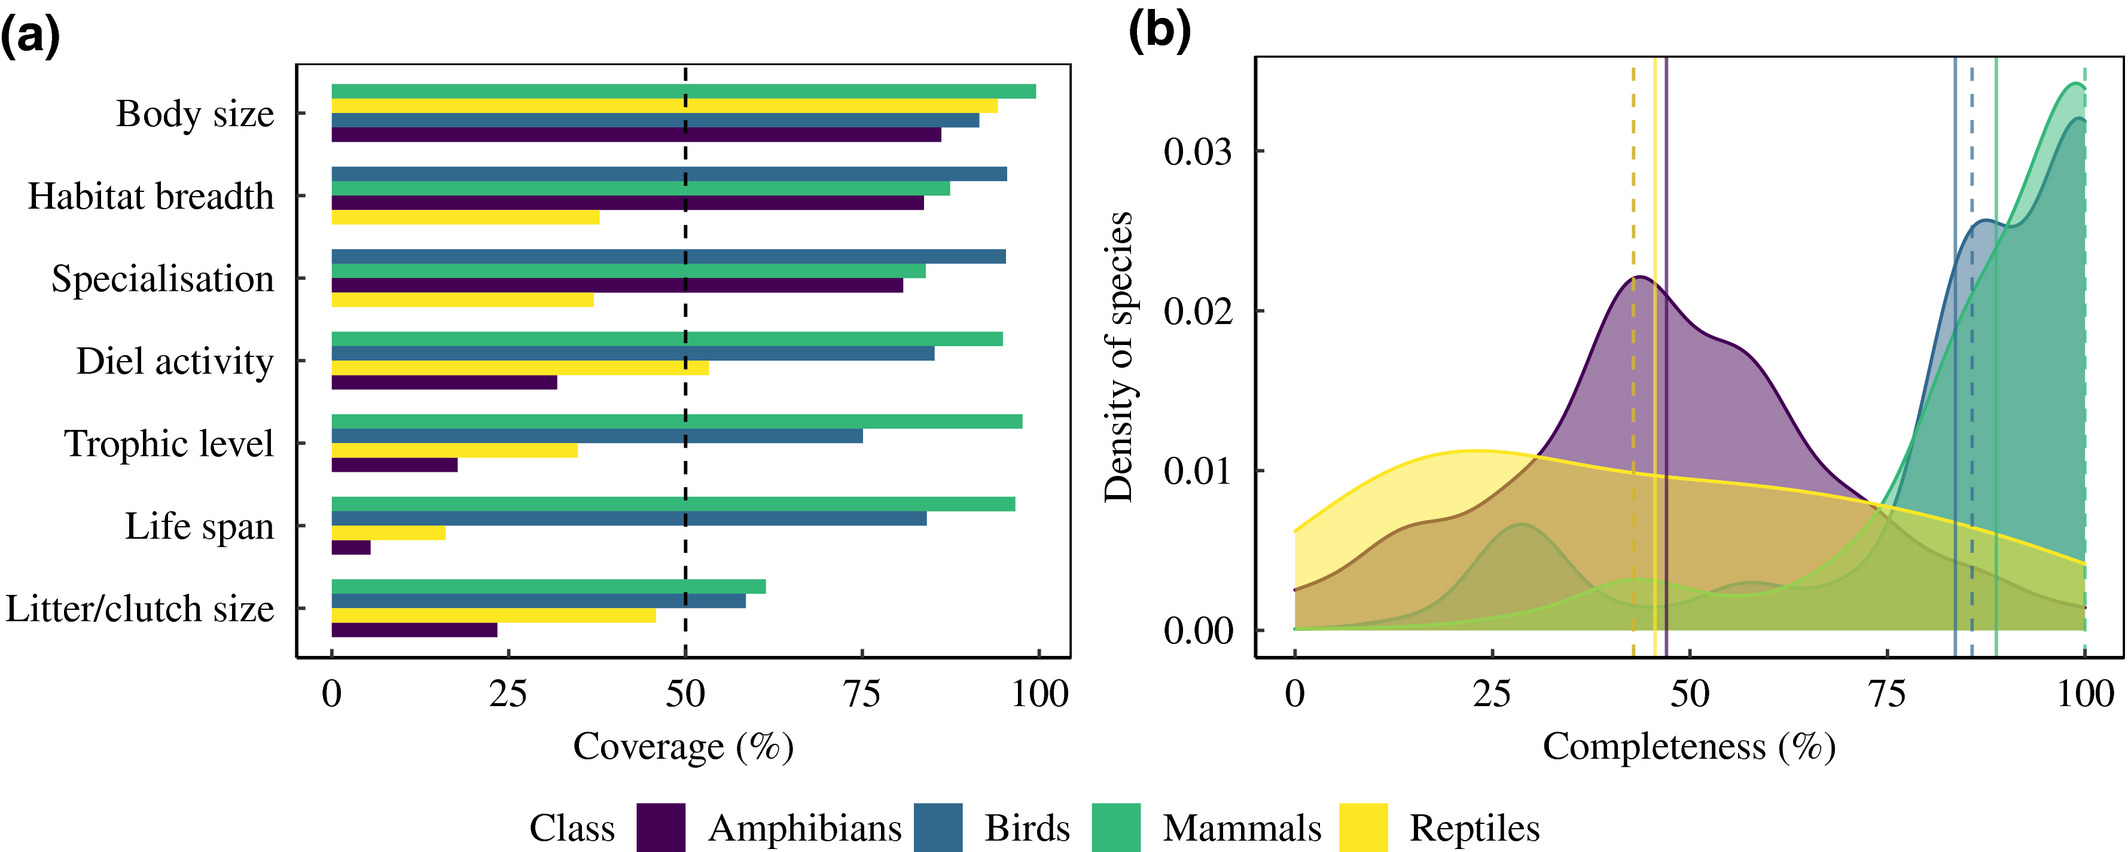 (a)
Body size
Habitat breadth
Specialisation
Diel activity
Trophic level
Life span
Litter/clutch size
0 25 50 75 100
Coverage (%)
(b)
Density of species
0.03
0.02
0.01
0.00
0 25 50 75 100
Completeness (%)
Class Amphibians Birds Mammals Reptiles